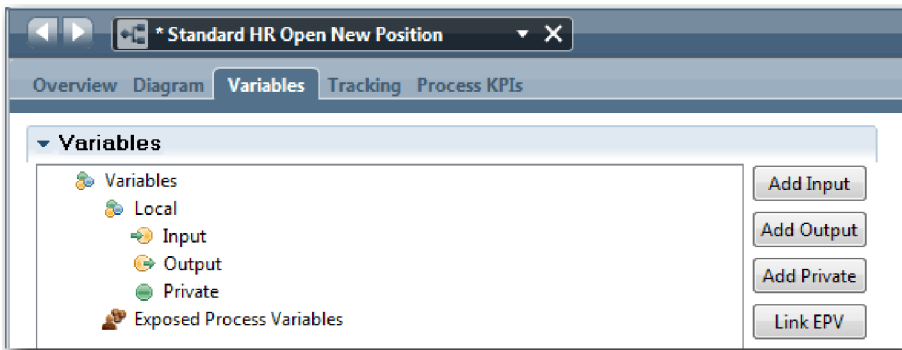 * Standard HR Open New Position
Overview Diagram Variables Tracking Process KPIs
Variables
Variables
Local
Input
Output
Private
Exposed Process Variables
Add Input
Add Output
Add Private
Link EPV